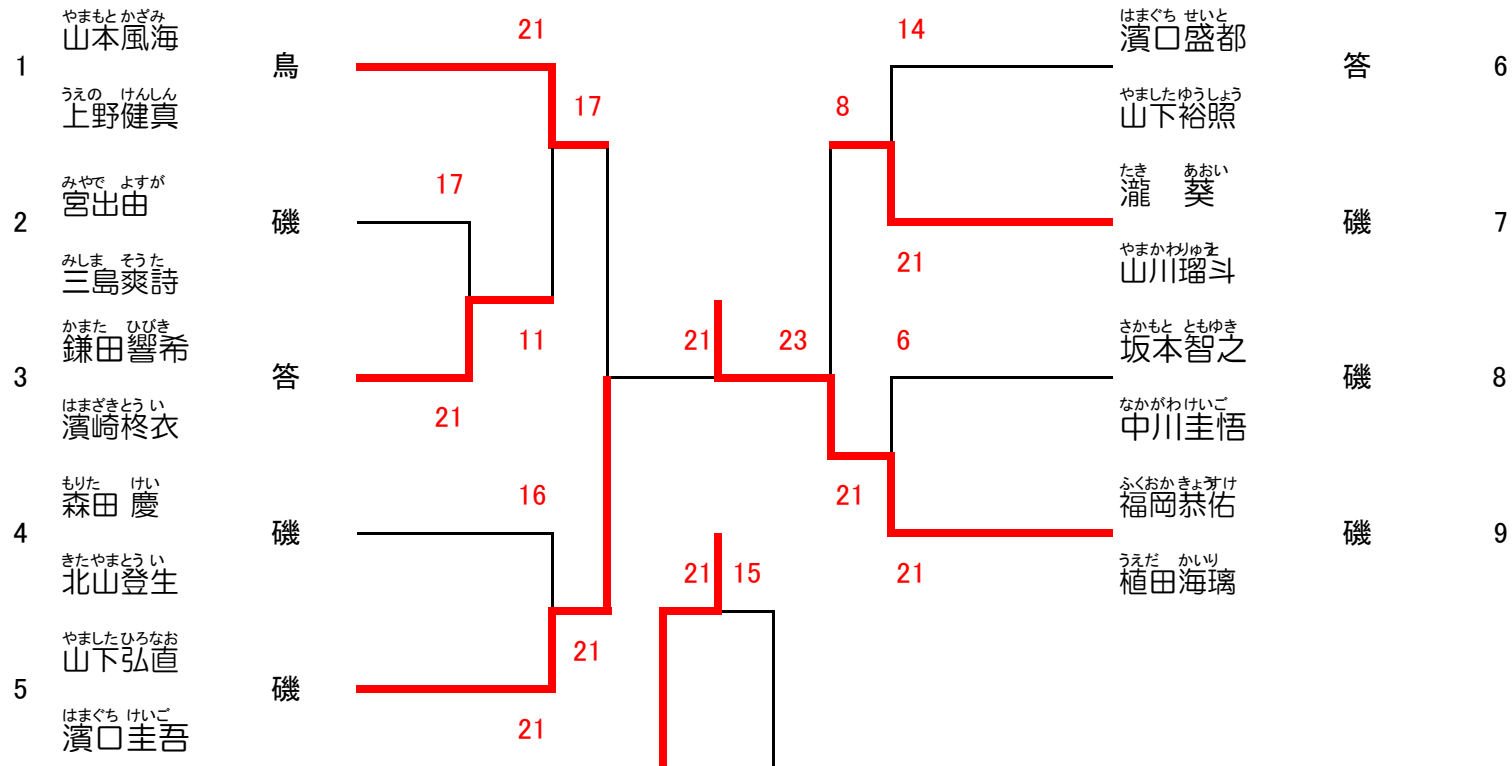 やまもと かざみ
山本風海
1 鳥
うえの けんしん
上野健真
みやで よすが
宮出由
2 磯
みしま そうた
三島爽詩
かまた ひびき
鎌田響希
3 答
はまざきとうい
濱崎柊衣
もりた けい
森田 慶
4 磯
きたやまとうい
北山登生
やましたひろなお
山下弘直
5 磯
はまぐち けいご
濱口圭吾
21
17
17
11
21
16
21
21
21 23
21 15
14
8
21
6
21
21
はまぐち せいと
濱口盛都
答 6
やましたゆうしょう
山下裕照
たき あおい
瀧 葵
磯 7
山川瑠斗
さかもと ともゆき
坂本智之
磯 8
なかがわけいご
中川圭悟
ふくおか きょうすけ
福岡恭佑
磯 9
うえだ かいり
植田海璃